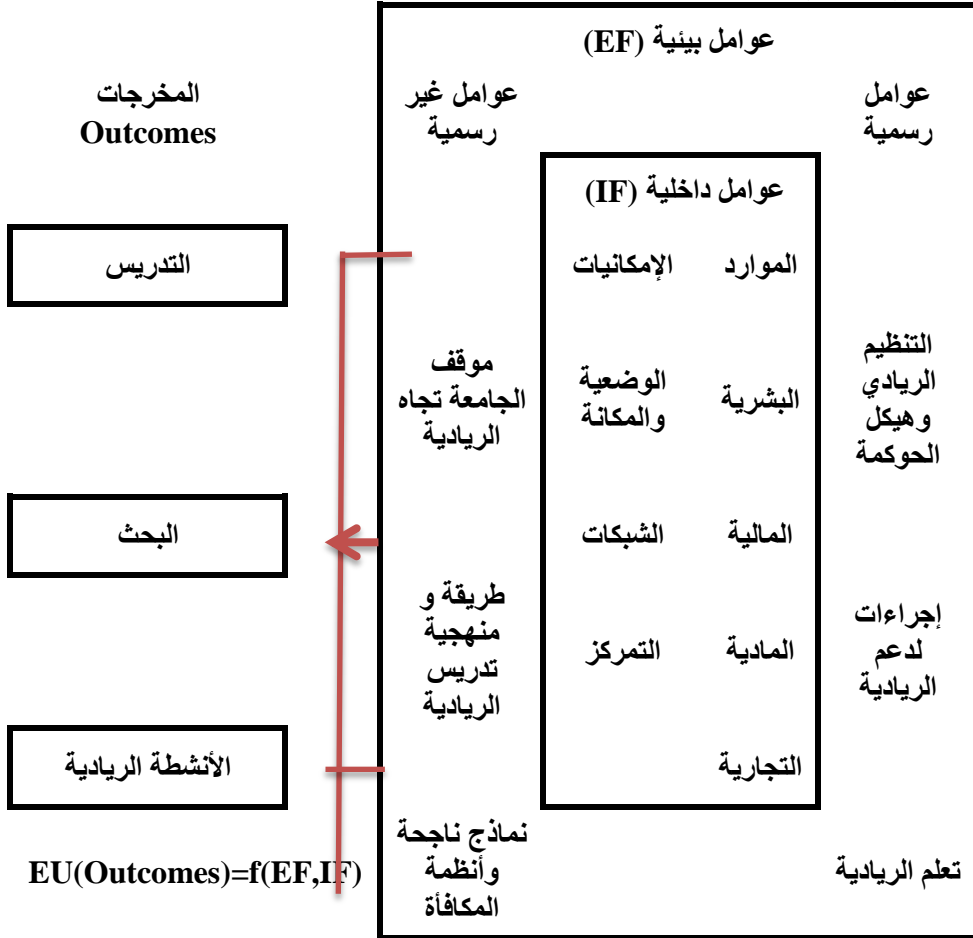 عوامل بيئية (EF)
عوامل
رسمية
عوامل غير
رسمية
المخرجات
Outcomes
عوامل داخلية (IF)
الموارد
الإمكانيات
التدريس
التنظيم
الريادي
وهيكل
الحوكمة
البشرية
الوضعية
والمكانة
موقف
الجامعة تجاه
الريادية
المالية
الشبكات
البحث
إجراءات
لدعم
الريادية
المادية
التمركز
طريقة و
منهجية
تدريس
الريادية
التجارية
الأنشطة الريادية
تعلم الريادية
نماذج ناجحة
وأنظمة
المكافأة
EU(Outcomes)=f(EF,IF)